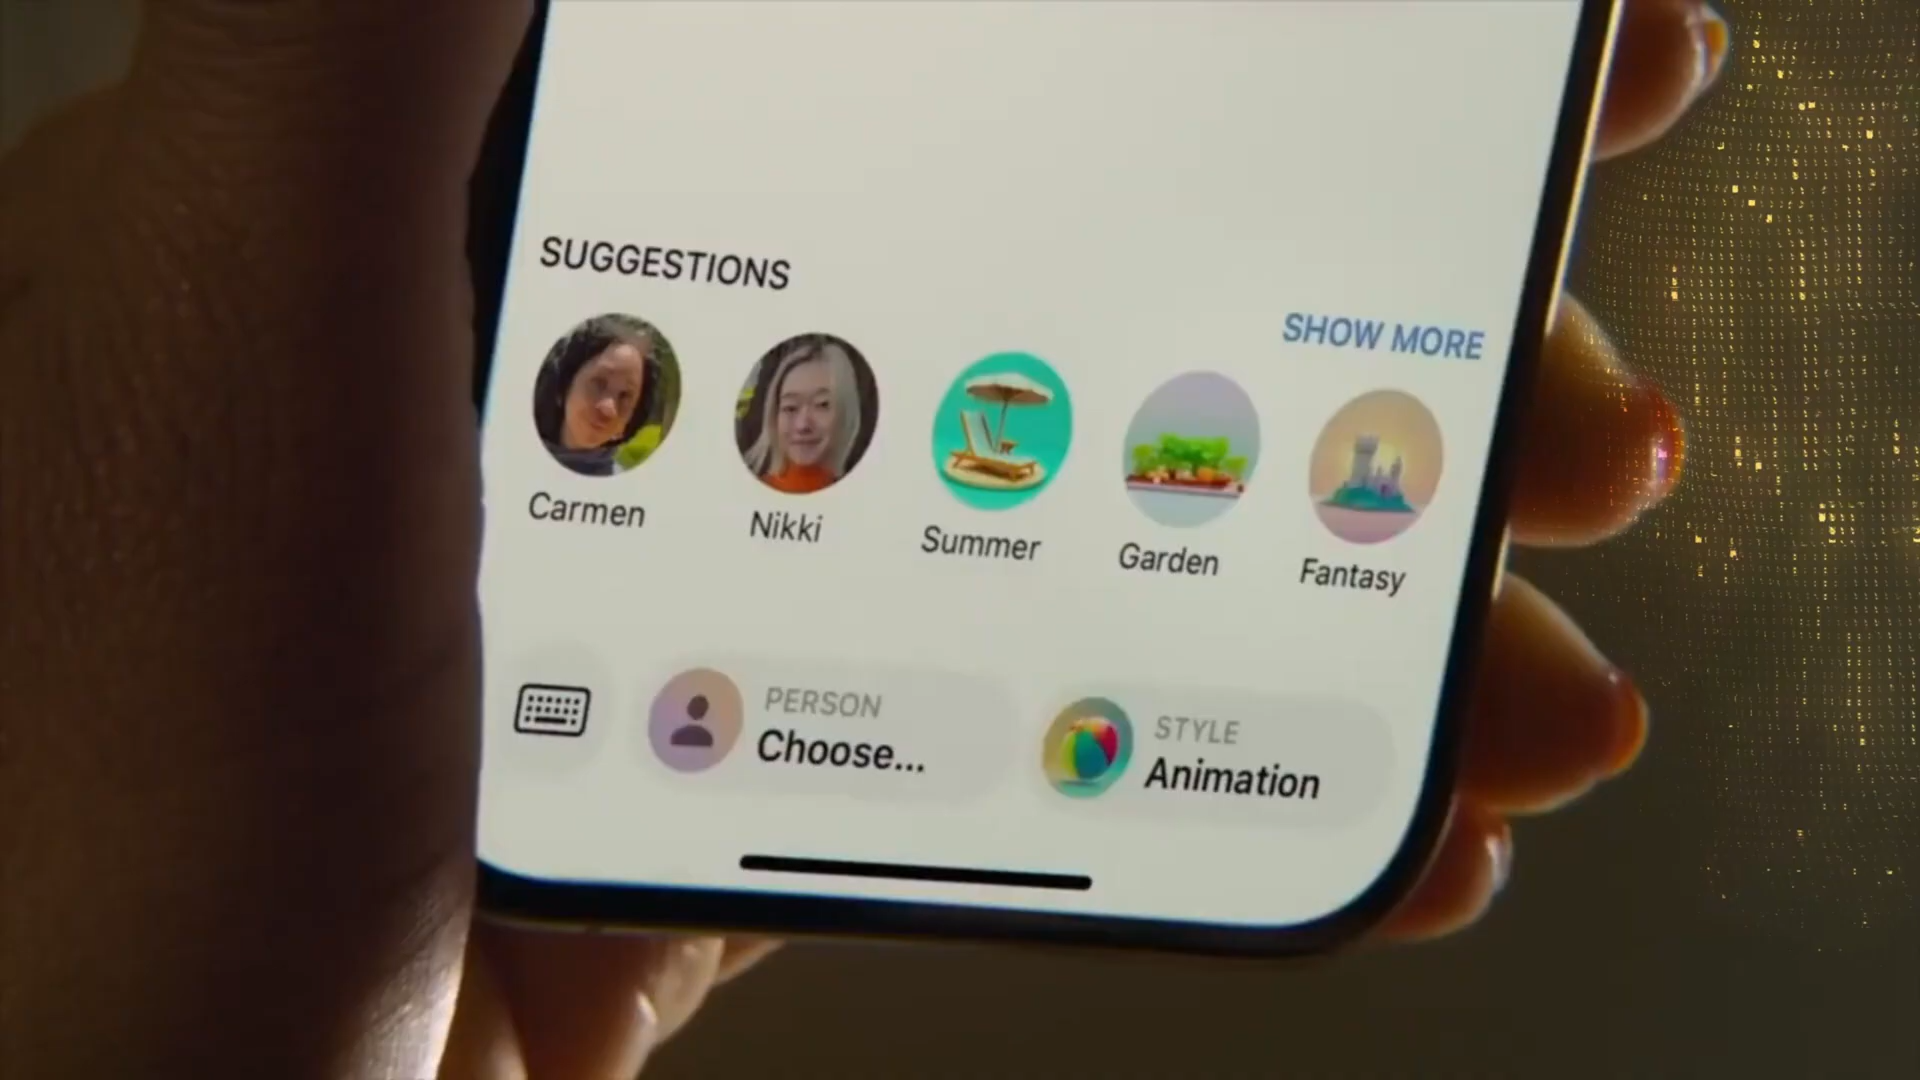 SUGGESTIONS
SHOW MORE
Carmen
Nikki
Summer
Garden
Fantasy
PERSON
Choose...
STYLE
Animation